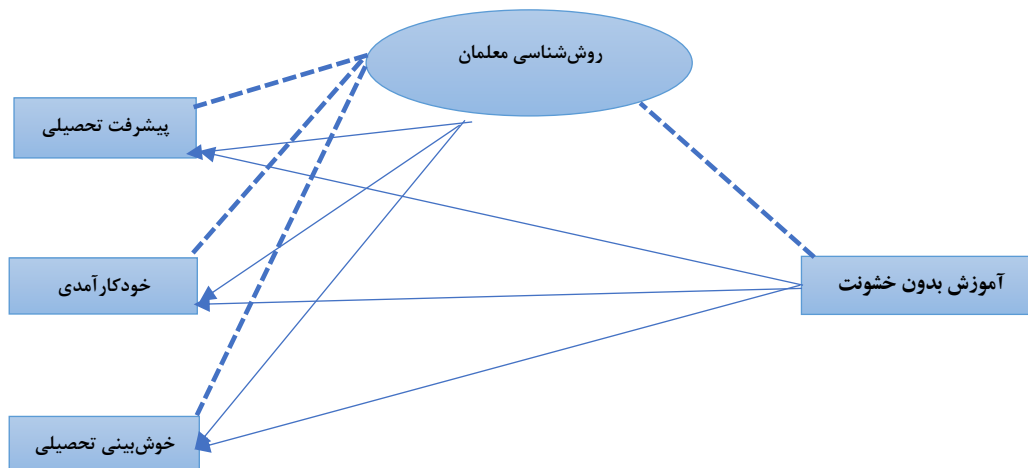 روش‌شناسی معلمان
پیشرفت تحصیلی
آموزش بدون خشونت
خودکارآمدی
خوش‌بینی تحصیلی